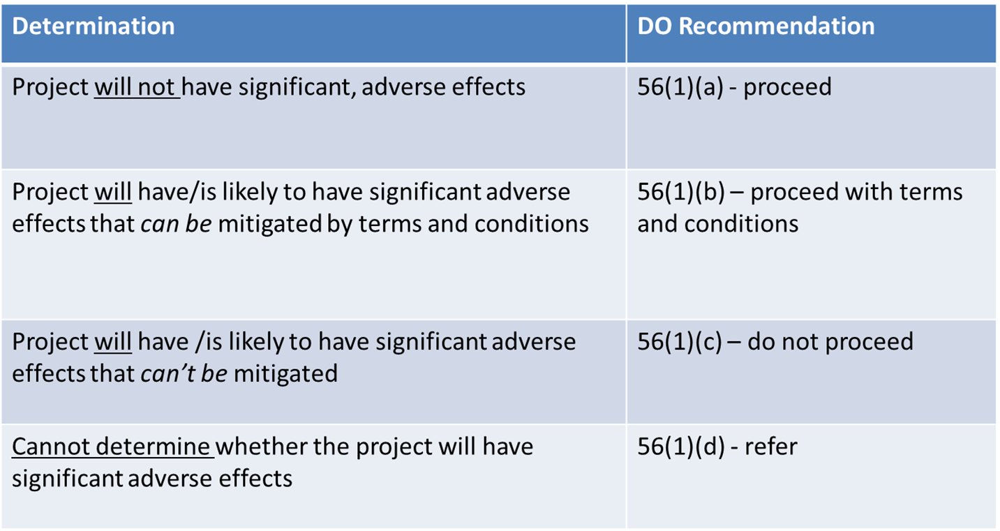 Determination
DO Recommendation
Project will not have significant, adverse effects
56(1)(a) - proceed
Project will have/is likely to have significant adverse
effects that can be mitigated by terms and conditions
56(1)(b) – proceed with terms
and conditions
Project will have /is likely to have significant adverse
effects that can’t be mitigated
56(1)(c) – do not proceed
Cannot determine whether the project will have
significant adverse effects
56(1)(d) - refer